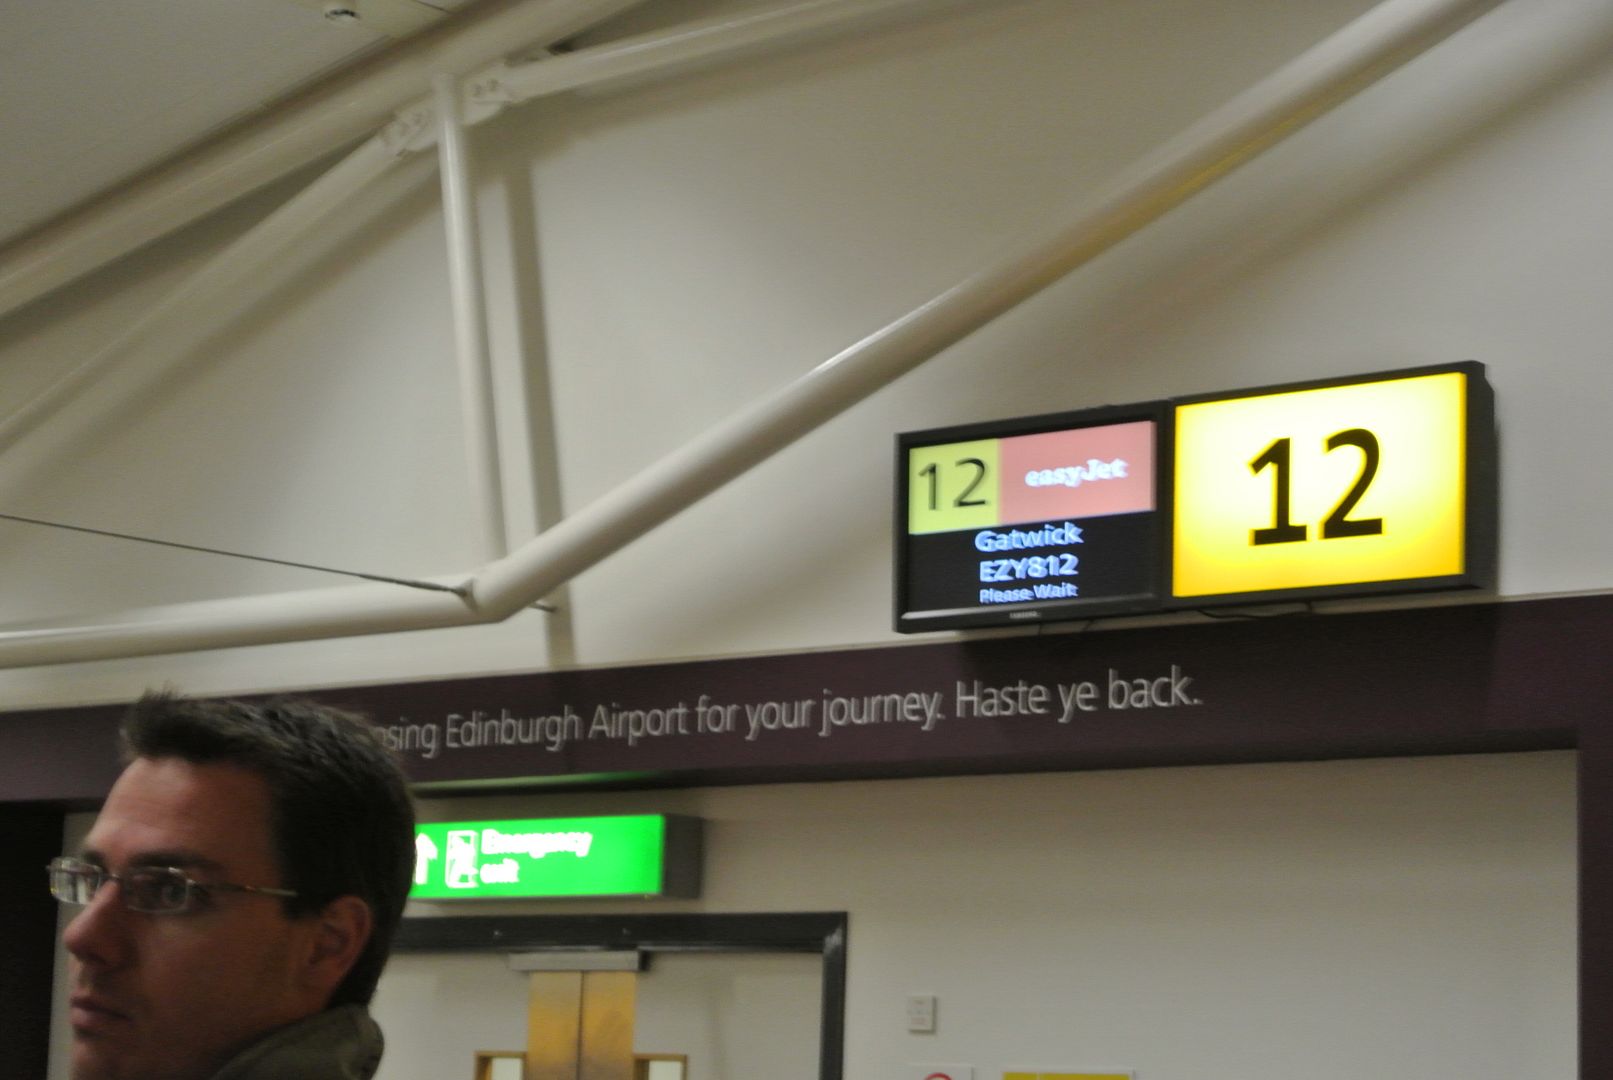 12 easyJet
Gatwick
EZY812
Please Wait
12
Edinburgh Airport for your journey. Haste ye back.
Emergency
exit